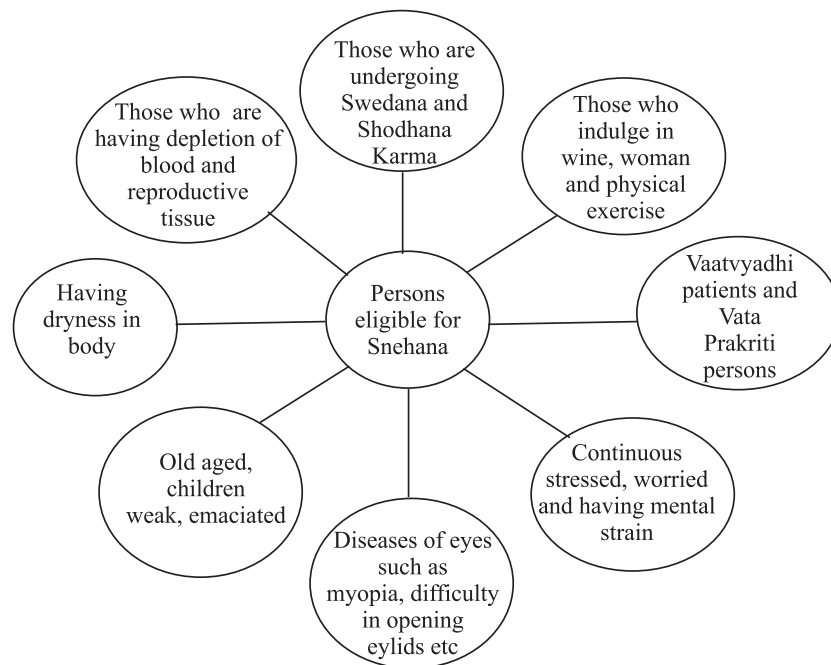 Those who are
undergoing
Swedana and
Shodhana
Karma
Those who  are
having depletion of
blood and
reproductive
tissue
Those who
indulge in
wine, woman
and physical
exercise
Having
dryness in
body
Persons
eligible for
Snehana
Vaatvyadhi
patients and
Vata
Prakriti
persons
Old aged,
children
weak, emaciated
Continuous
stressed, worried
and having mental
strain
Diseases of eyes
such as
myopia, difficulty
in opening
eylids etc